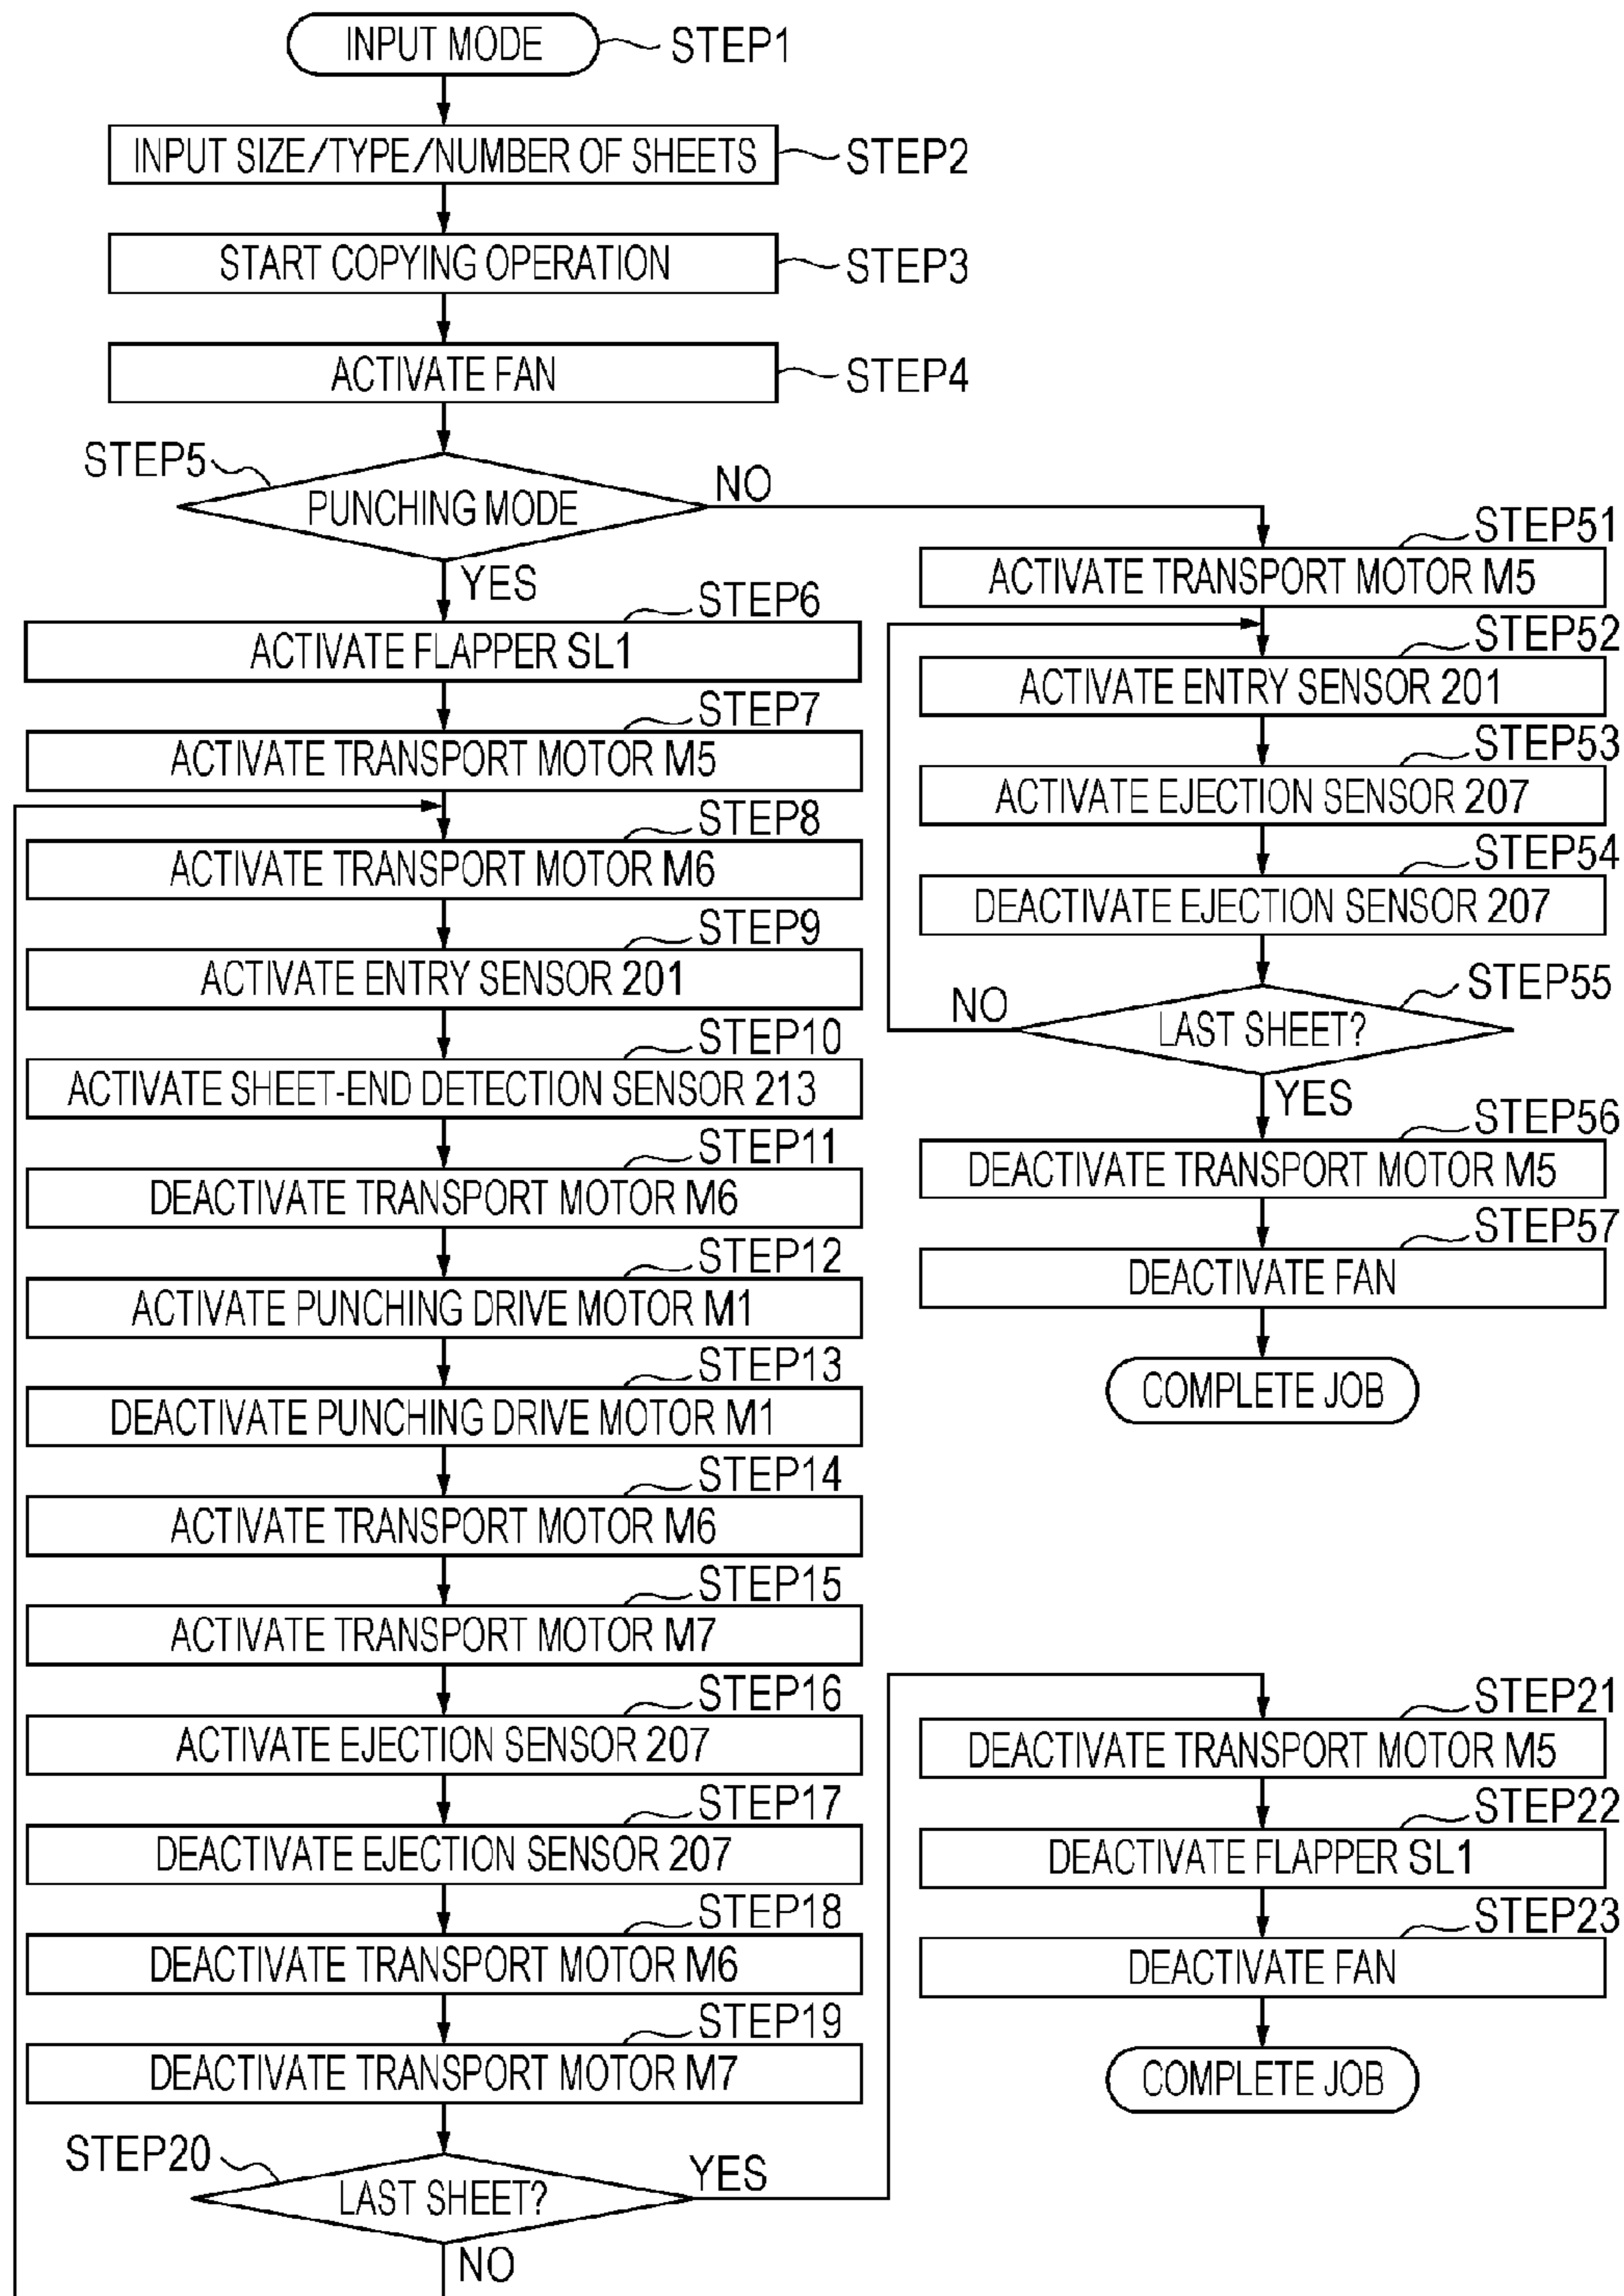 INPUT MODE
STEP1
INPUT SIZE/TYPE/NUMBER OF SHEETS
STEP2
START COPYING OPERATION
STEP3
ACTIVATE FAN
STEP4
STEP5
PUNCHING MODE
NO
YES
STEP6
ACTIVATE FLAPPER SL1
STEP7
ACTIVATE TRANSPORT MOTOR M5
STEP8
ACTIVATE TRANSPORT MOTOR M6
STEP9
ACTIVATE ENTRY SENSOR 201
STEP10
ACTIVATE SHEET-END DETECTION SENSOR 213
STEP11
DEACTIVATE TRANSPORT MOTOR M6
STEP12
ACTIVATE PUNCHING DRIVE MOTOR M1
STEP13
DEACTIVATE PUNCHING DRIVE MOTOR M1
STEP14
ACTIVATE TRANSPORT MOTOR M6
STEP15
ACTIVATE TRANSPORT MOTOR M7
STEP16
ACTIVATE EJECTION SENSOR 207
STEP17
DEACTIVATE EJECTION SENSOR 207
STEP18
DEACTIVATE TRANSPORT MOTOR M6
STEP19
DEACTIVATE TRANSPORT MOTOR M7
STEP20
LAST SHEET?
YES
NO
STEP51
ACTIVATE TRANSPORT MOTOR M5
STEP52
ACTIVATE ENTRY SENSOR 201
STEP53
ACTIVATE EJECTION SENSOR 207
STEP54
DEACTIVATE EJECTION SENSOR 207
STEP55
NO
LAST SHEET?
YES
STEP56
DEACTIVATE TRANSPORT MOTOR M5
STEP57
DEACTIVATE FAN
COMPLETE JOB
STEP21
DEACTIVATE TRANSPORT MOTOR M5
STEP22
DEACTIVATE FLAPPER SL1
STEP23
DEACTIVATE FAN
COMPLETE JOB